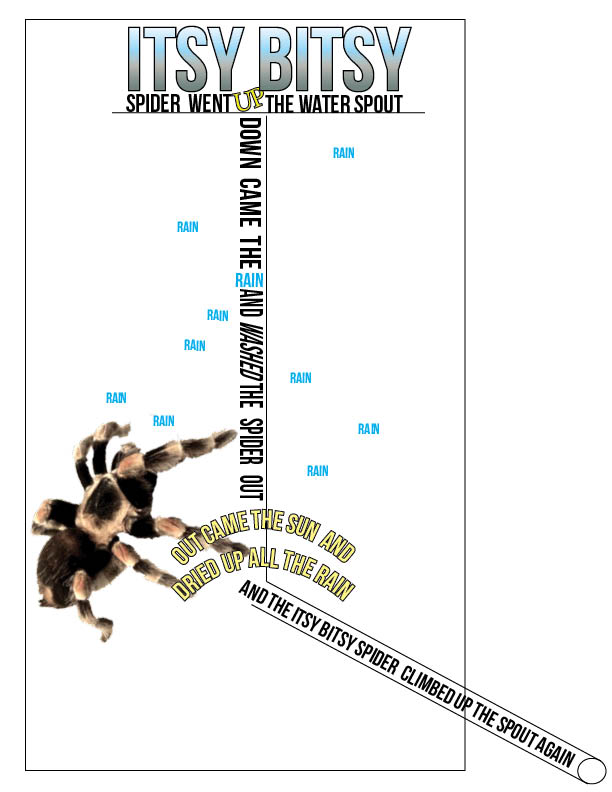 ITSY BITSY
SPIDER WENT UP THE WATER SPOUT
DOWN CAME THE RAIN AND WASHED THE SPIDER OUT
RAIN
RAIN
RAIN
RAIN
RAIN
RAIN
RAIN
RAIN
RAIN
OUT CAME THE SUN AND
DRIED UP ALL THE RAIN
AND THE ITSY BITSY SPIDER CLIMBED UP THE SPOUT AGAIN